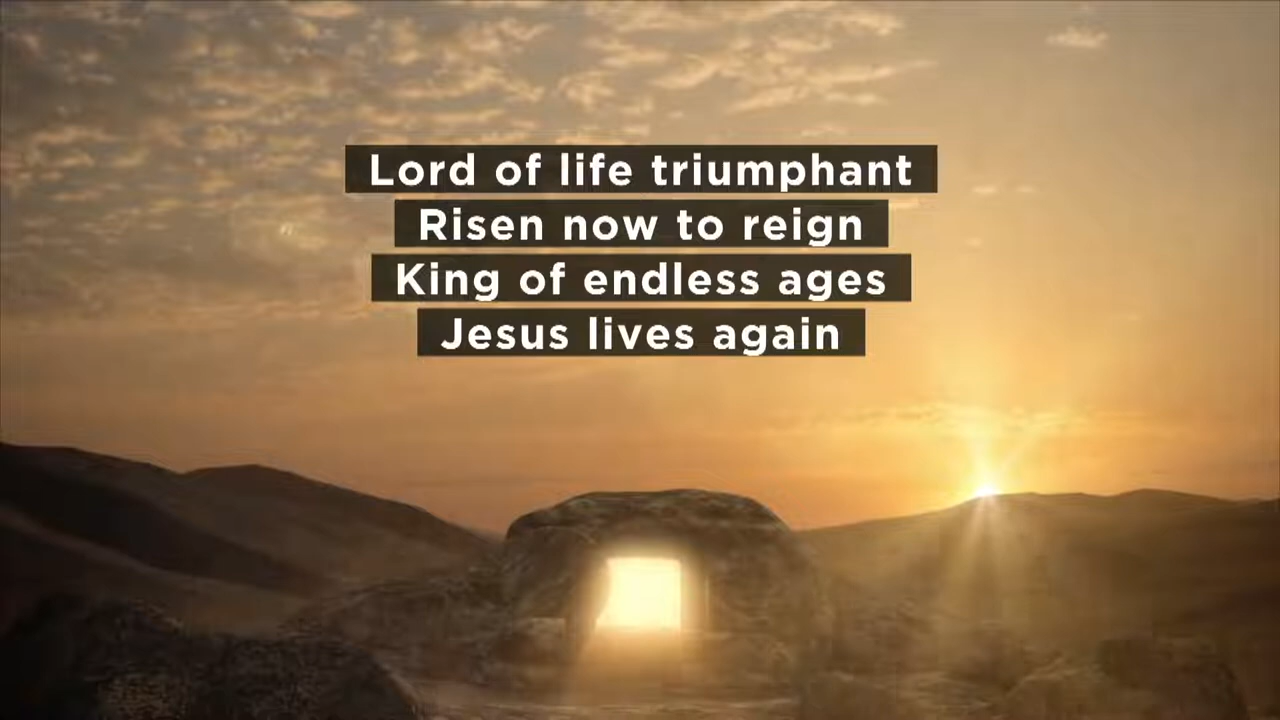 Lord of life triumphant
Risen now to reign
King of endless ages
Jesus lives again